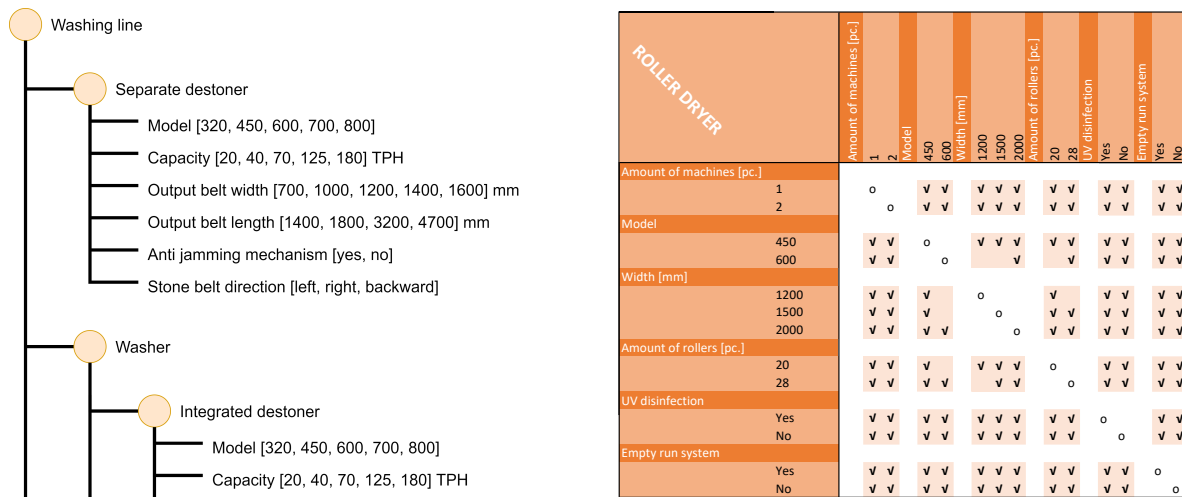 Washing line
Separate destoner
Model [320, 450, 600, 700, 800]
Capacity [20, 40, 70, 125, 180] TPH
Output belt width [700, 1000, 1200, 1400, 1600] mm
Output belt length [1400, 1800, 3200, 4700] mm
Anti jamming mechanism [yes, no]
Stone belt direction [left, right, backward]
Washer
Integrated destoner
Model [320, 450, 600, 700, 800]
Capacity [20, 40, 70, 125, 180] TPH
ROLLER DRYER
Amount of machines [pc.] 1 2 Model 450 600 Width [mm] 1200 1500 2000 Amount of rollers [pc.] 20 28 UV disinfection Yes No Empty run system Yes No
Amount of machines [pc.]
1 o √ √ √ √ √ √ √ √ √ √ √
2 o √ √ √ √ √ √ √ √ √ √ √
Model
450 √ √ o √ √ √ √ √ √ √ √ √
600 √ √ o √ √ √ √ √ √
Width [mm]
1200 √ √ √ o √ √ √ √ √
1500 √ √ √ o √ √ √ √ √ √
2000 √ √ √ √ o √ √ √ √ √ √
Amount of rollers [pc.]
20 √ √ √ √ √ √ o √ √ √ √
28 √ √ √ √ √ √ o √ √ √ √
UV disinfection
Yes √ √ √ √ √ √ √ √ √ o √ √
No √ √ √ √ √ √ √ √ √ o √ √
Empty run system
Yes √ √ √ √ √ √ √ √ √ √ √ o
No √ √ √ √ √ √ √ √ √ √ √ o